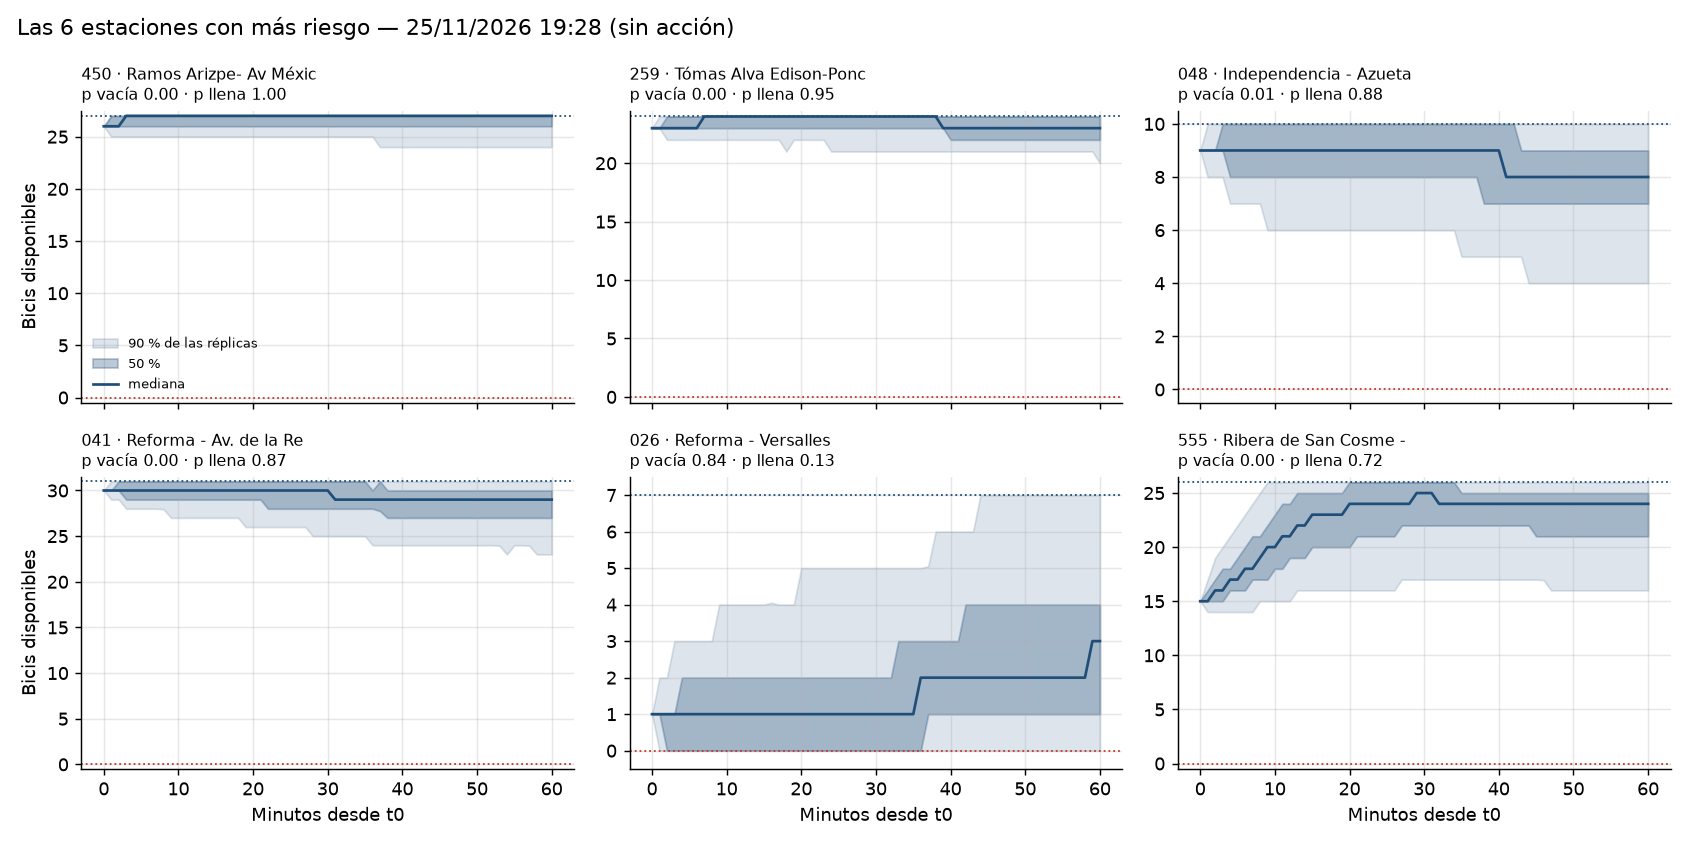 Las 6 estaciones con más riesgo — 25/11/2026 19:28 (sin acción)
450 · Ramos Arizpe- Av Méxic
p vacía 0.00 · p llena 1.00
25
20
15
10
5
0
Bicis disponibles
90 % de las réplicas
50 %
mediana
259 · Tómas Alva Edison-Ponc
p vacía 0.00 · p llena 0.95
20
15
10
5
0
048 · Independencia - Azueta
p vacía 0.01 · p llena 0.88
10
8
6
4
2
0
041 · Reforma - Av. de la Re
p vacía 0.00 · p llena 0.87
30
25
20
15
10
5
0
Bicis disponibles
0 10 20 30 40 50 60
Minutos desde t0
026 · Reforma - Versalles
p vacía 0.84 · p llena 0.13
7
6
5
4
3
2
1
0
0 10 20 30 40 50 60
Minutos desde t0
555 · Ribera de San Cosme -
p vacía 0.00 · p llena 0.72
25
20
15
10
5
0
0 10 20 30 40 50 60
Minutos desde t0